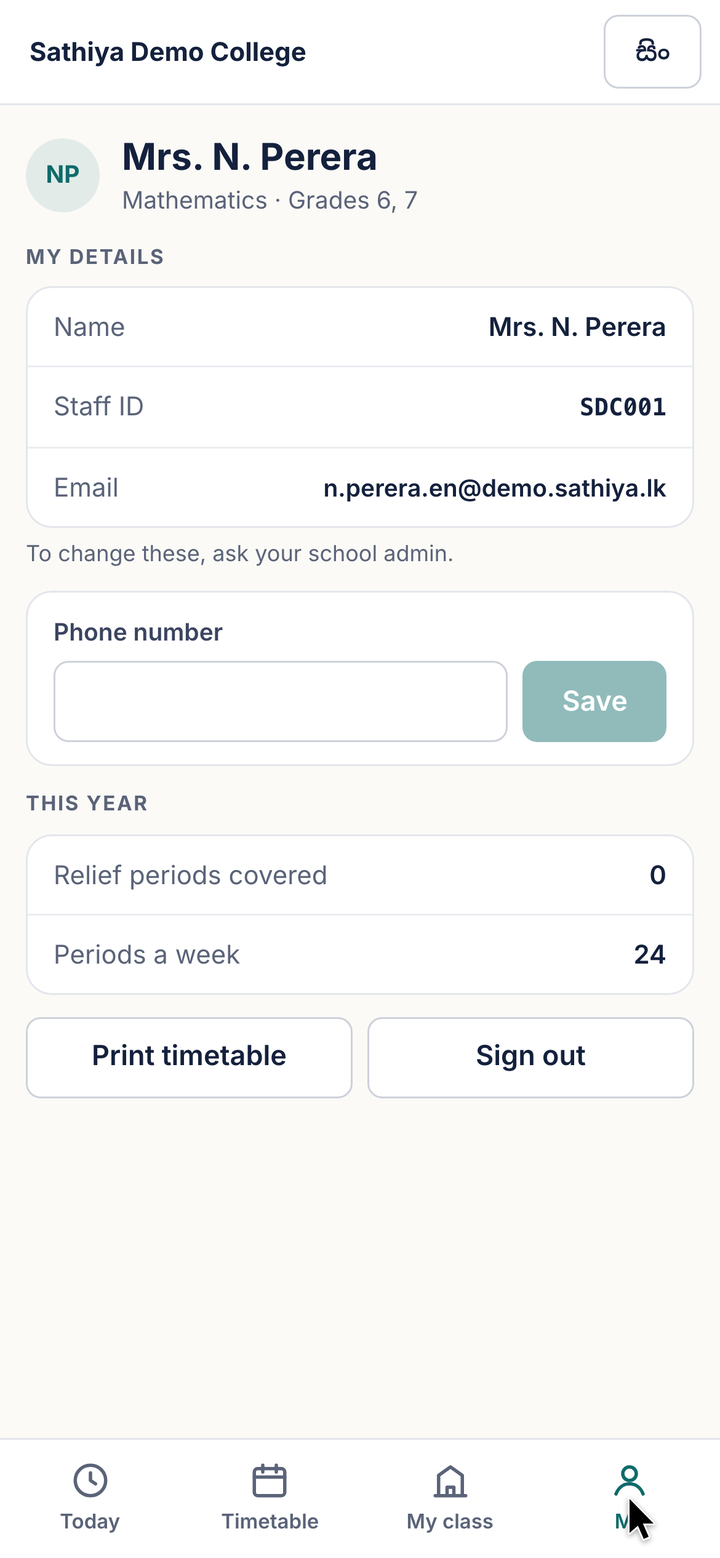 Sathiya Demo College
සිං
NP
Mrs. N. Perera
Mathematics · Grades 6, 7
MY DETAILS
Name
Mrs. N. Perera
Staff ID
SDC001
Email
n.perera.en@demo.sathiya.lk
To change these, ask your school admin.
Phone number
Save
THIS YEAR
Relief periods covered
0
Periods a week
24
Print timetable
Sign out
Today
Timetable
My class